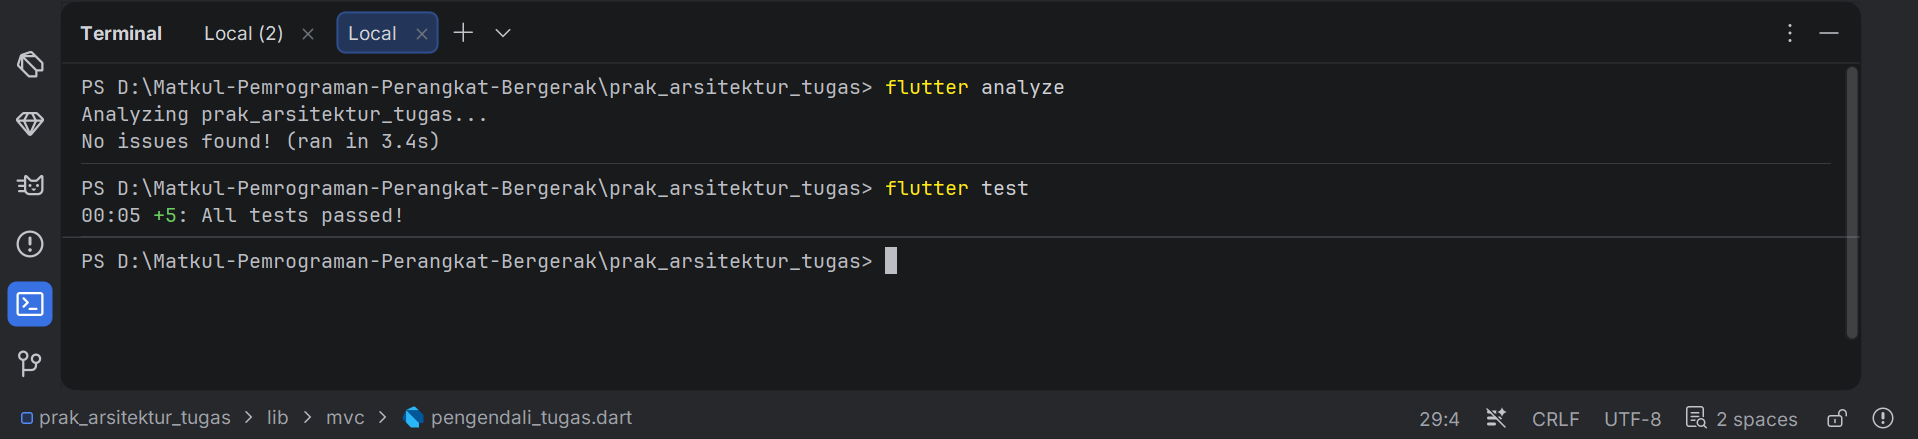 Terminal Local (2) Local
PS D:\Matkul-Pemrograman-Perangkat-Bergerak\prak_arsitektur_tugas> flutter analyze
Analyzing prak_arsitektur_tugas...
No issues found! (ran in 3.4s)
PS D:\Matkul-Pemrograman-Perangkat-Bergerak\prak_arsitektur_tugas> flutter test
00:05 +5: All tests passed!
PS D:\Matkul-Pemrograman-Perangkat-Bergerak\prak_arsitektur_tugas>
prak_arsitektur_tugas > lib > mvc > pengendali_tugas.dart 29:4 CRLF UTF-8 2 spaces